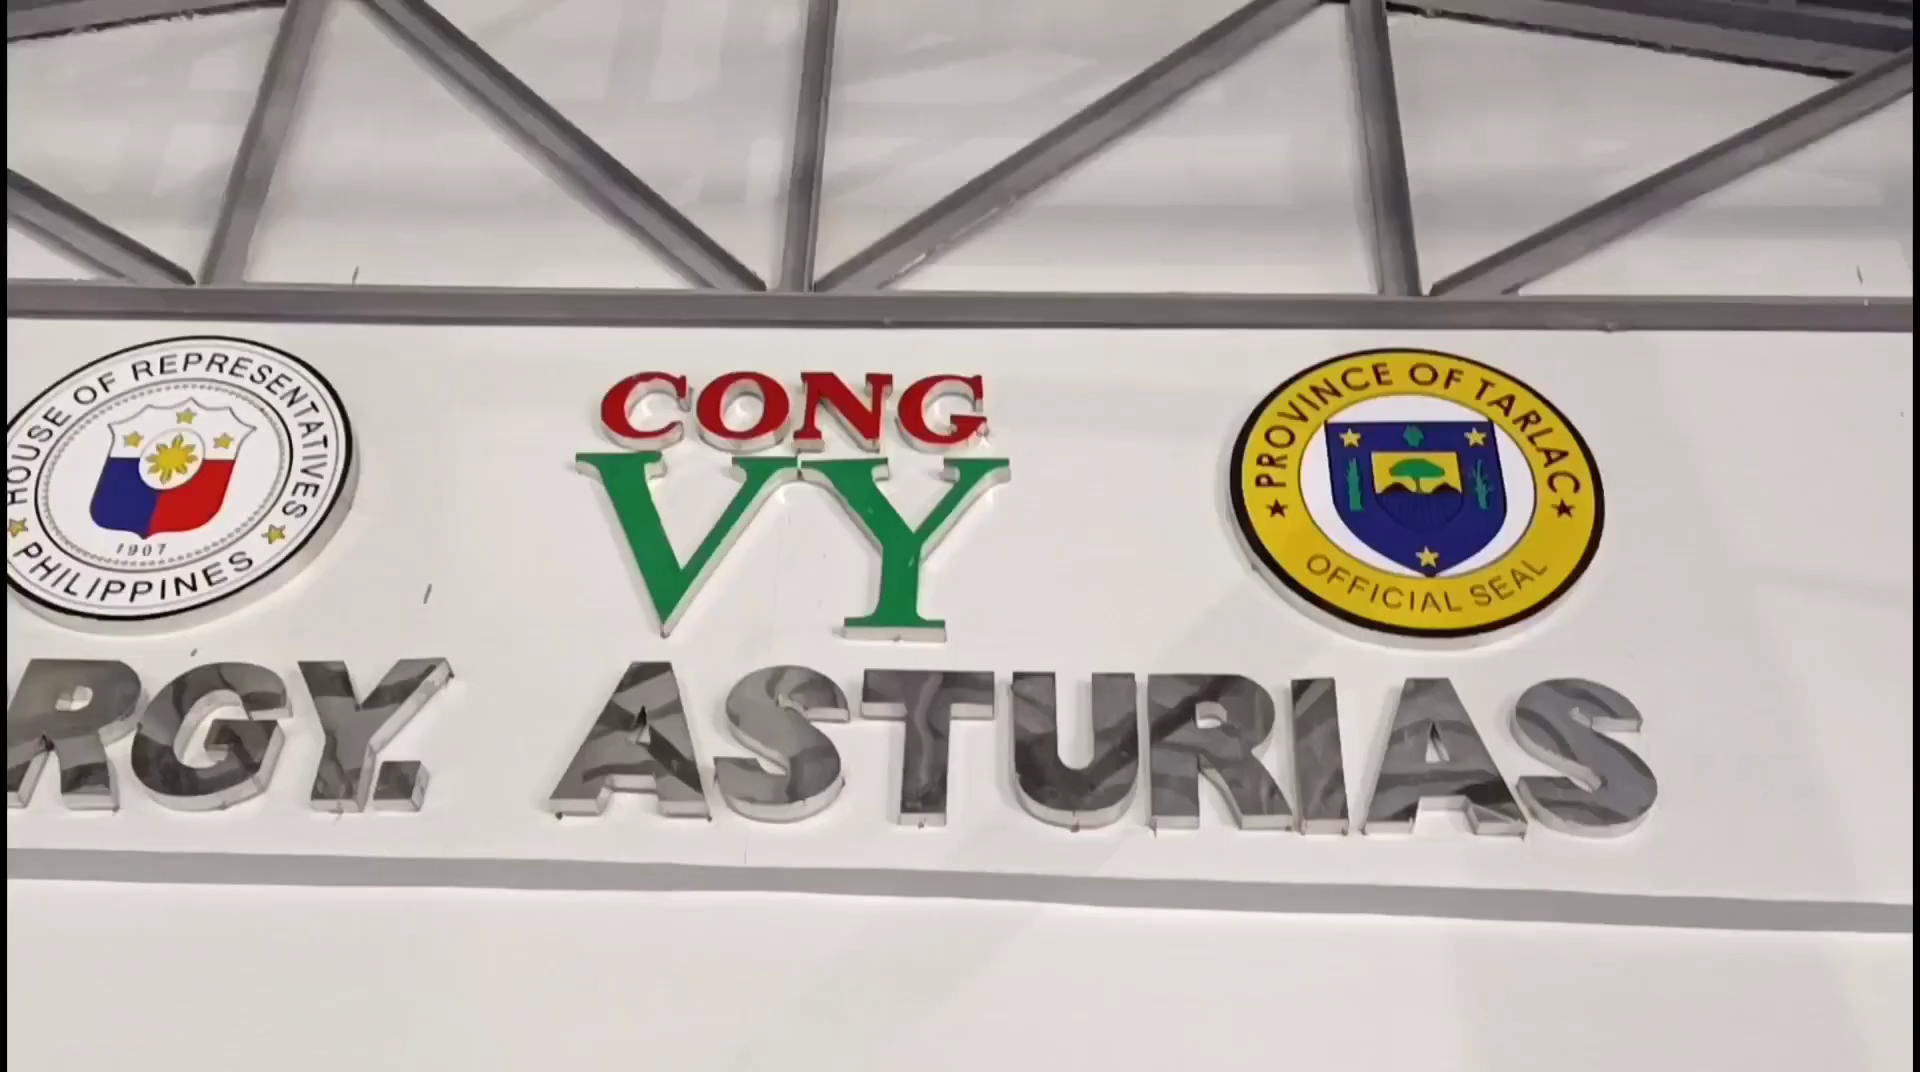 HOUSE OF REPRESENTATIVES
1907
PHILIPPINES
CONG
VY
PROVINCE OF TARLAC
OFFICIAL SEAL
RGY. ASTURIAS